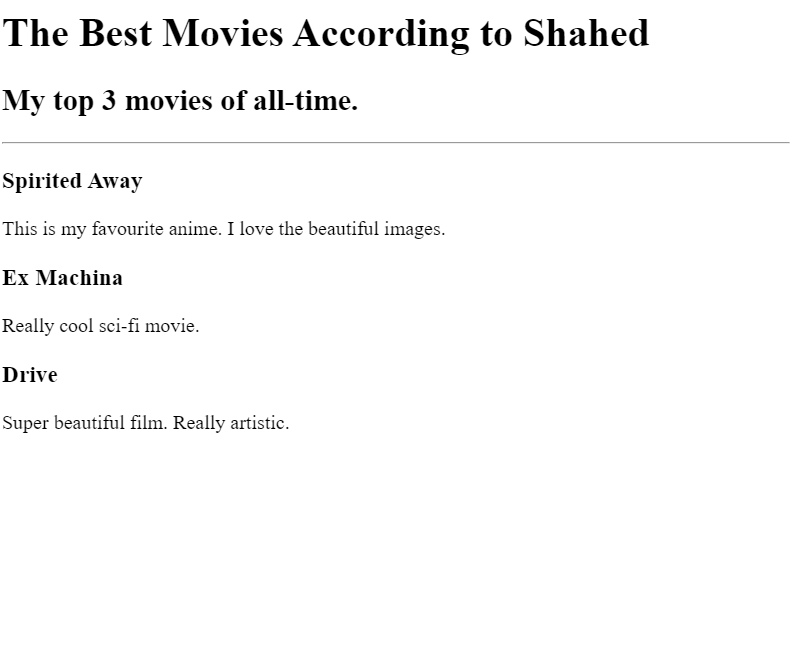 The Best Movies According to Shahed
My top 3 movies of all-time.
Spirited Away
This is my favourite anime. I love the beautiful images.
Ex Machina
Really cool sci-fi movie.
Drive
Super beautiful film. Really artistic.